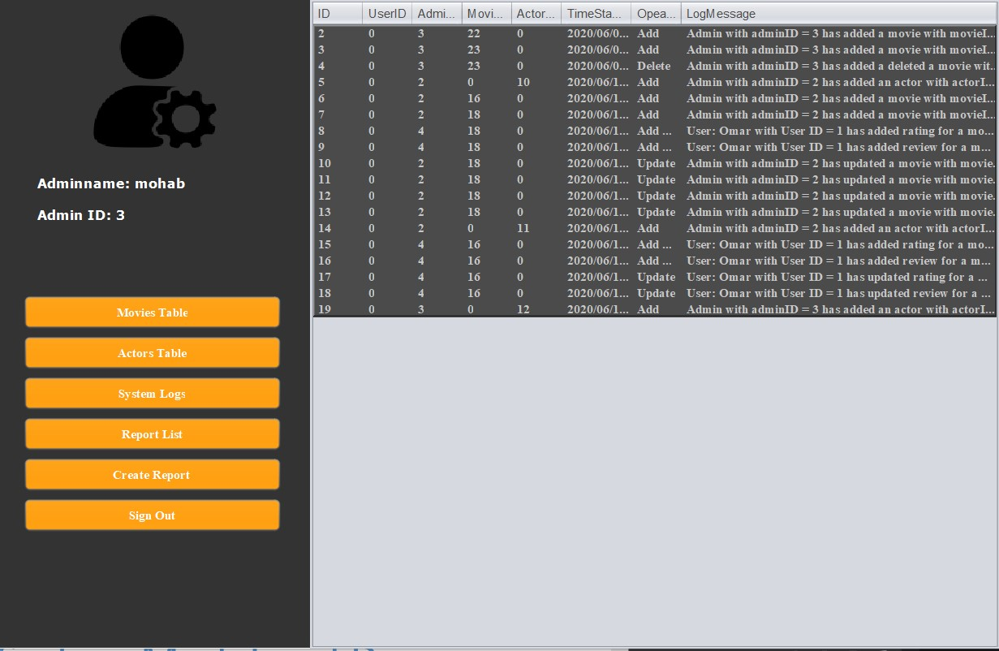 Adminname: mohab
Admin ID: 3
Movies Table
Actors Table
System Logs
Report List
Create Report
Sign Out
ID UserID Admi... Movi... Actor... TimeSta... Opea... LogMessage
2 0 3 22 0 2020/06/0... Add Admin with adminID = 3 has added a movie with movieI...
3 0 3 23 0 2020/06/0... Add Admin with adminID = 3 has added a movie with movieI...
4 0 3 23 0 2020/06/0... Delete Admin with adminID = 3 has added a deleted a movie wit...
5 0 2 0 10 2020/06/1... Add Admin with adminID = 2 has added an actor with actorI...
6 0 2 16 0 2020/06/1... Add Admin with adminID = 2 has added a movie with movieI...
7 0 2 18 0 2020/06/1... Add Admin with adminID = 2 has added a movie with movieI...
8 0 4 18 0 2020/06/1... Add ... User: Omar with User ID = 1 has added rating for a mo...
9 0 4 18 0 2020/06/1... Add ... User: Omar with User ID = 1 has added review for a m...
10 0 2 18 0 2020/06/1... Update Admin with adminID = 2 has updated a movie with movie.
11 0 2 18 0 2020/06/1... Update Admin with adminID = 2 has updated a movie with movie.
12 0 2 18 0 2020/06/1... Update Admin with adminID = 2 has updated a movie with movie.
13 0 2 18 0 2020/06/1... Update Admin with adminID = 2 has updated a movie with movie.
14 0 2 0 11 2020/06/1... Add Admin with adminID = 2 has added an actor with actorI...
15 0 4 16 0 2020/06/1... Add ... User: Omar with User ID = 1 has added rating for a mo...
16 0 4 16 0 2020/06/1... Add ... User: Omar with User ID = 1 has added review for a m...
17 0 4 16 0 2020/06/1... Update User: Omar with User ID = 1 has updated rating for a ...
18 0 4 16 0 2020/06/1... Update User: Omar with User ID = 1 has updated review for a ...
19 0 3 0 12 2020/06/1... Add Admin with adminID = 3 has added an actor with actorI...